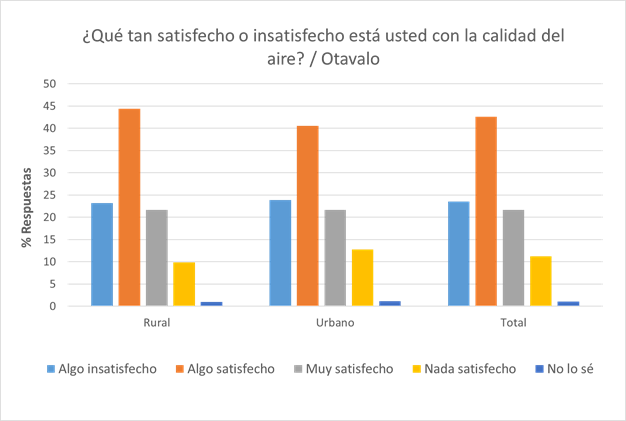 ¿Qué tan satisfecho o insatisfecho está usted con la calidad del
aire? / Otavalo
50
45
40
35
30
25
20
15
10
5
0
% Respuestas
Rural Urbano Total
Algo insatisfecho Algo satisfecho Muy satisfecho Nada satisfecho No lo sé